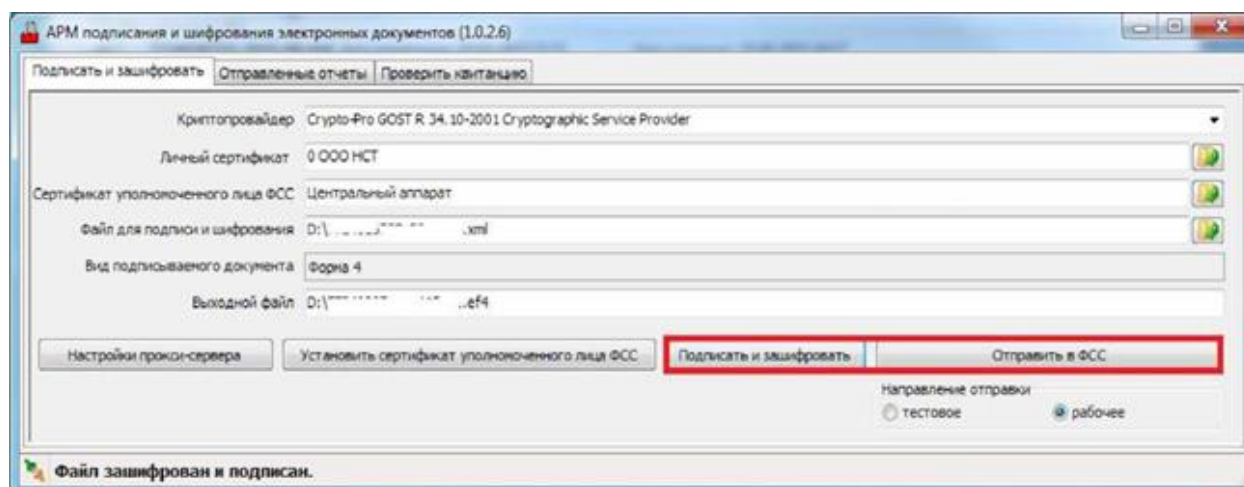 АРМ подписания и шифрования электронных документов (1.0.2.6)
Подписать и зашифровать Отправленные отчеты Проверить квитанцию
Криптопровайдер Crypto-Pro GOST R 34.10-2001 Cryptographic Service Provider
Личный сертификат 0 ООО НСТ
Сертификат уполномоченного лица ФСС Центральный аппарат
Файл для подписи и шифрования D:\ .xml
Вид подписываемого документа Форма 4
Выходной файл D:\ .ef4
Настройки прокси-сервера Установить сертификат уполномоченного лица ФСС Подписать и зашифровать Отправить в ФСС
Направление отправки
тестовое рабочее
Файл зашифрован и подписан.